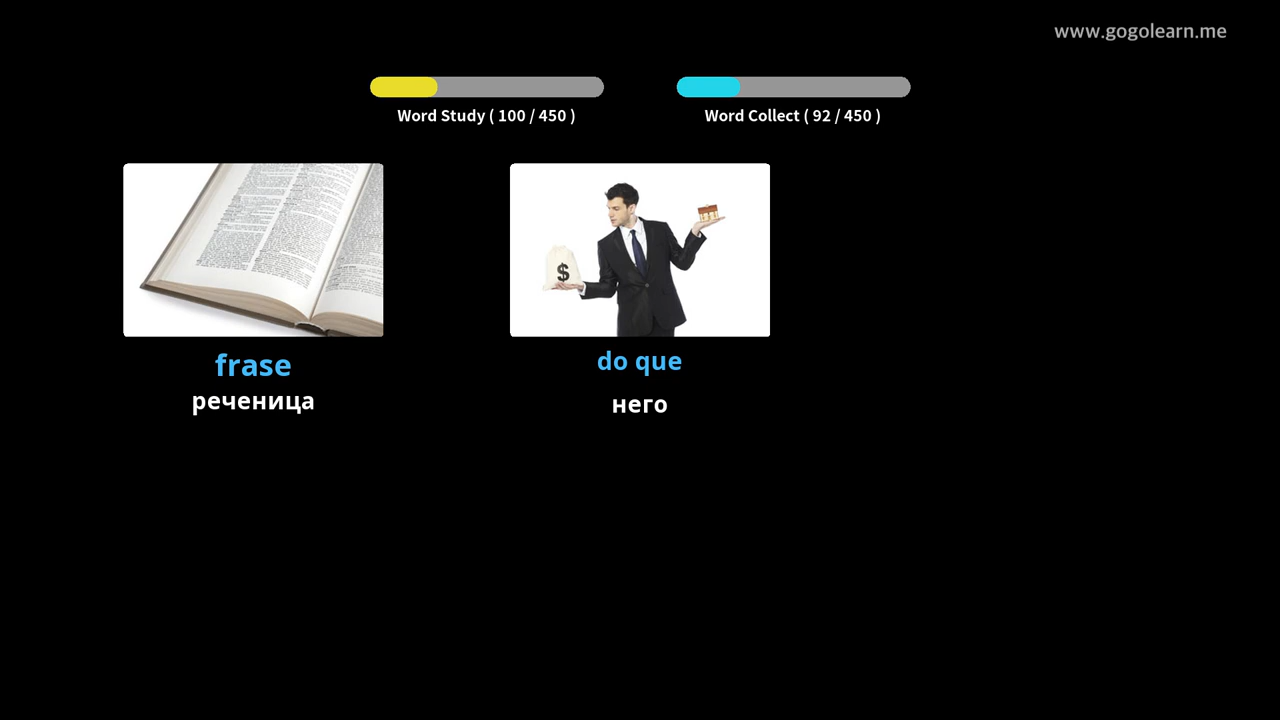 www.gogolearn.me
Word Study ( 100 / 450 )
Word Collect ( 92 / 450 )
$
frase
реченица
do que
него